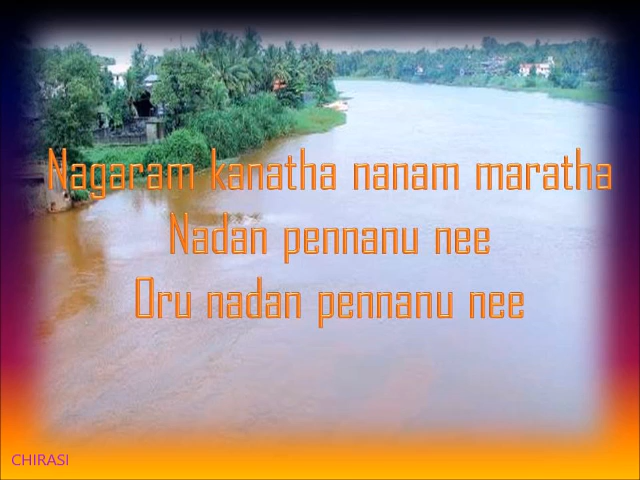 Nagaram kanatha nanam maratha
Nadan pennanu nee
Oru nadan pennanu nee
CHIRASI